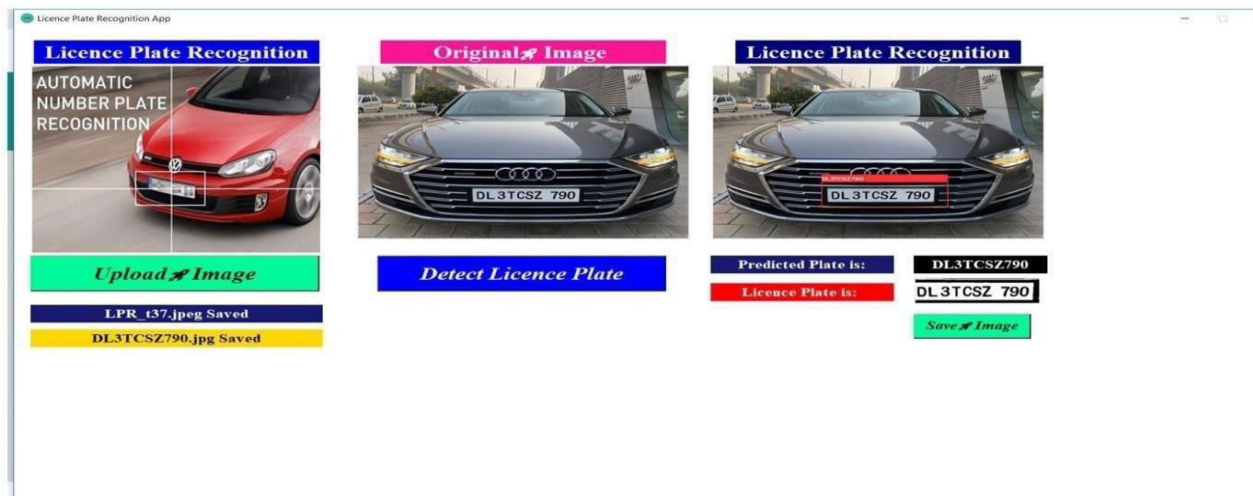 Licence Plate Recognition App
Licence Plate Recognition
AUTOMATIC
NUMBER PLATE
RECOGNITION
Upload Image
LPR_t37.jpeg Saved
DL3TCSZ790.jpg Saved
Original Image
DL3TCSZ 790
Detect Licence Plate
Licence Plate Recognition
DL3TCSZ790
DL3TCSZ 790
Predicted Plate is: DL3TCSZ790
Licence Plate is: DL3TCSZ 790
Save Image